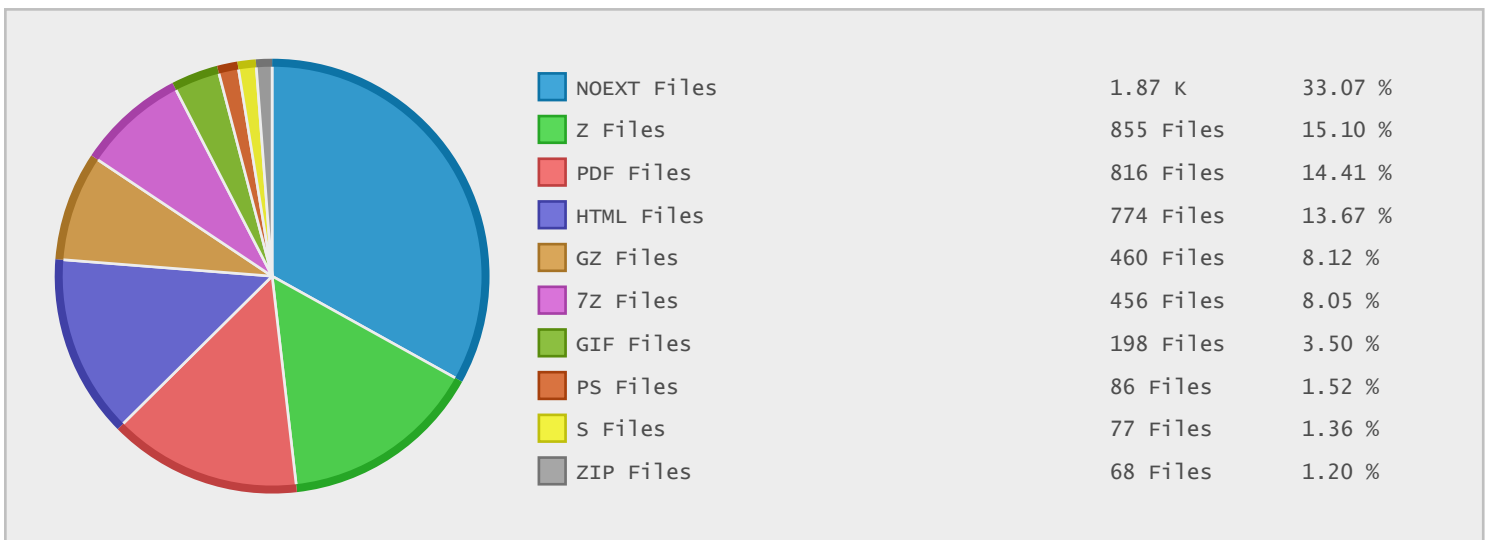 NOEXT Files 1.87 K 33.07 %
Z Files 855 Files 15.10 %
PDF Files 816 Files 14.41 %
HTML Files 774 Files 13.67 %
GZ Files 460 Files 8.12 %
7Z Files 456 Files 8.05 %
GIF Files 198 Files 3.50 %
PS Files 86 Files 1.52 %
S Files 77 Files 1.36 %
ZIP Files 68 Files 1.20 %